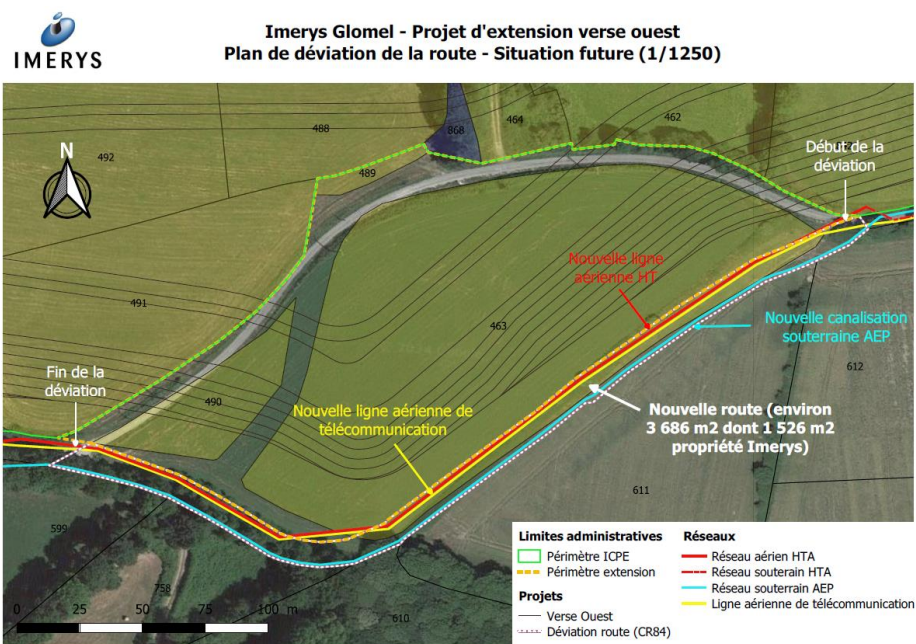 IMERYS
Imerys Glomel - Projet d'extension verse ouest
Plan de déviation de la route - Situation future (1/1250)
N
492
488
868
464
462
489
Début de la
déviation
491
463
Nouvelle ligne
aérienne HT
Nouvelle canalisation
souterraine AEP
612
Fin de la
déviation
490
Nouvelle ligne aérienne de
télécommunication
Nouvelle route (environ
3 686 m2 dont 1 526 m2
propriété Imerys)
611
599
758
610
0 25 50 75 100 m
Limites administratives
Périmètre ICPE
Périmètre extension
Projets
Verse Ouest
Déviation route (CR84)
Réseaux
Réseau aérien HTA
Réseau souterain HTA
Réseau souterrain AEP
Ligne aérienne de télécommunication